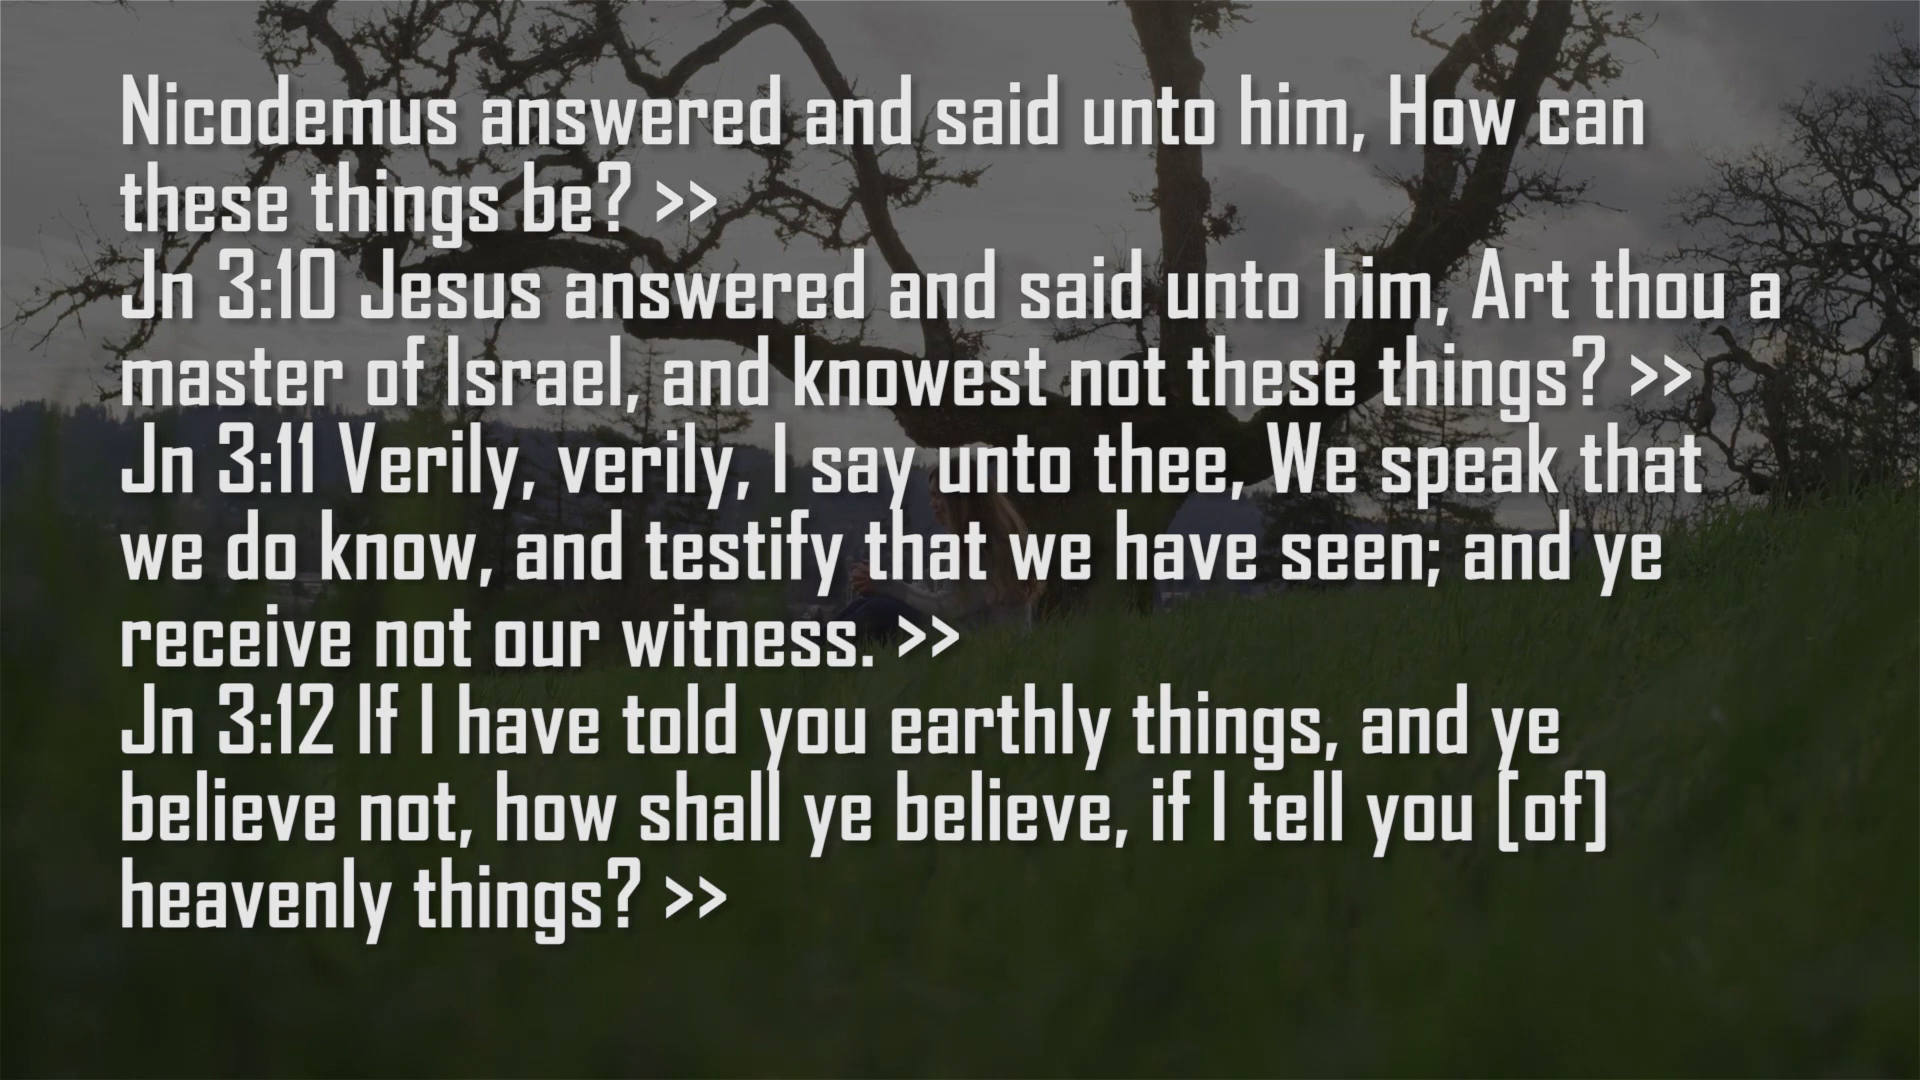 Nicodemus answered and said unto him, How can
these things be? >>
Jn 3:10 Jesus answered and said unto him, Art thou a
master of Israel, and knowest not these things? >>
Jn 3:11 Verily, verily, I say unto thee, We speak that
we do know, and testify that we have seen; and ye
receive not our witness. >>
Jn 3:12 If I have told you earthly things, and ye
believe not, how shall ye believe, if I tell you [of]
heavenly things? >>